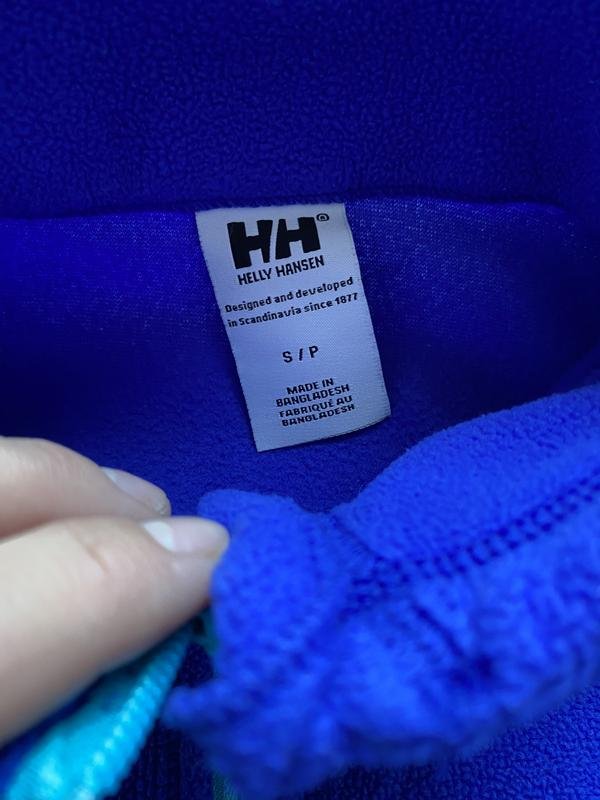 HH®
HELLY HANSEN
Designed and developed
in Scandinavia since 1877
S / P
MADE IN
BANGLADESH
FABRIQUÉ AU
BANGLADESH